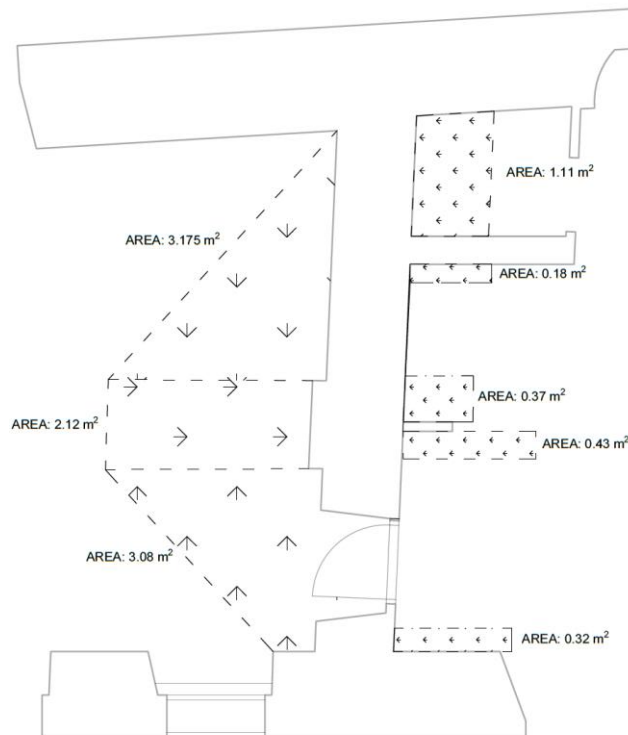 AREA: 1.11 m²
AREA: 3.175 m²
AREA: 0.18 m²
AREA: 0.37 m²
AREA: 2.12 m²
AREA: 0.43 m²
AREA: 3.08 m²
AREA: 0.32 m²